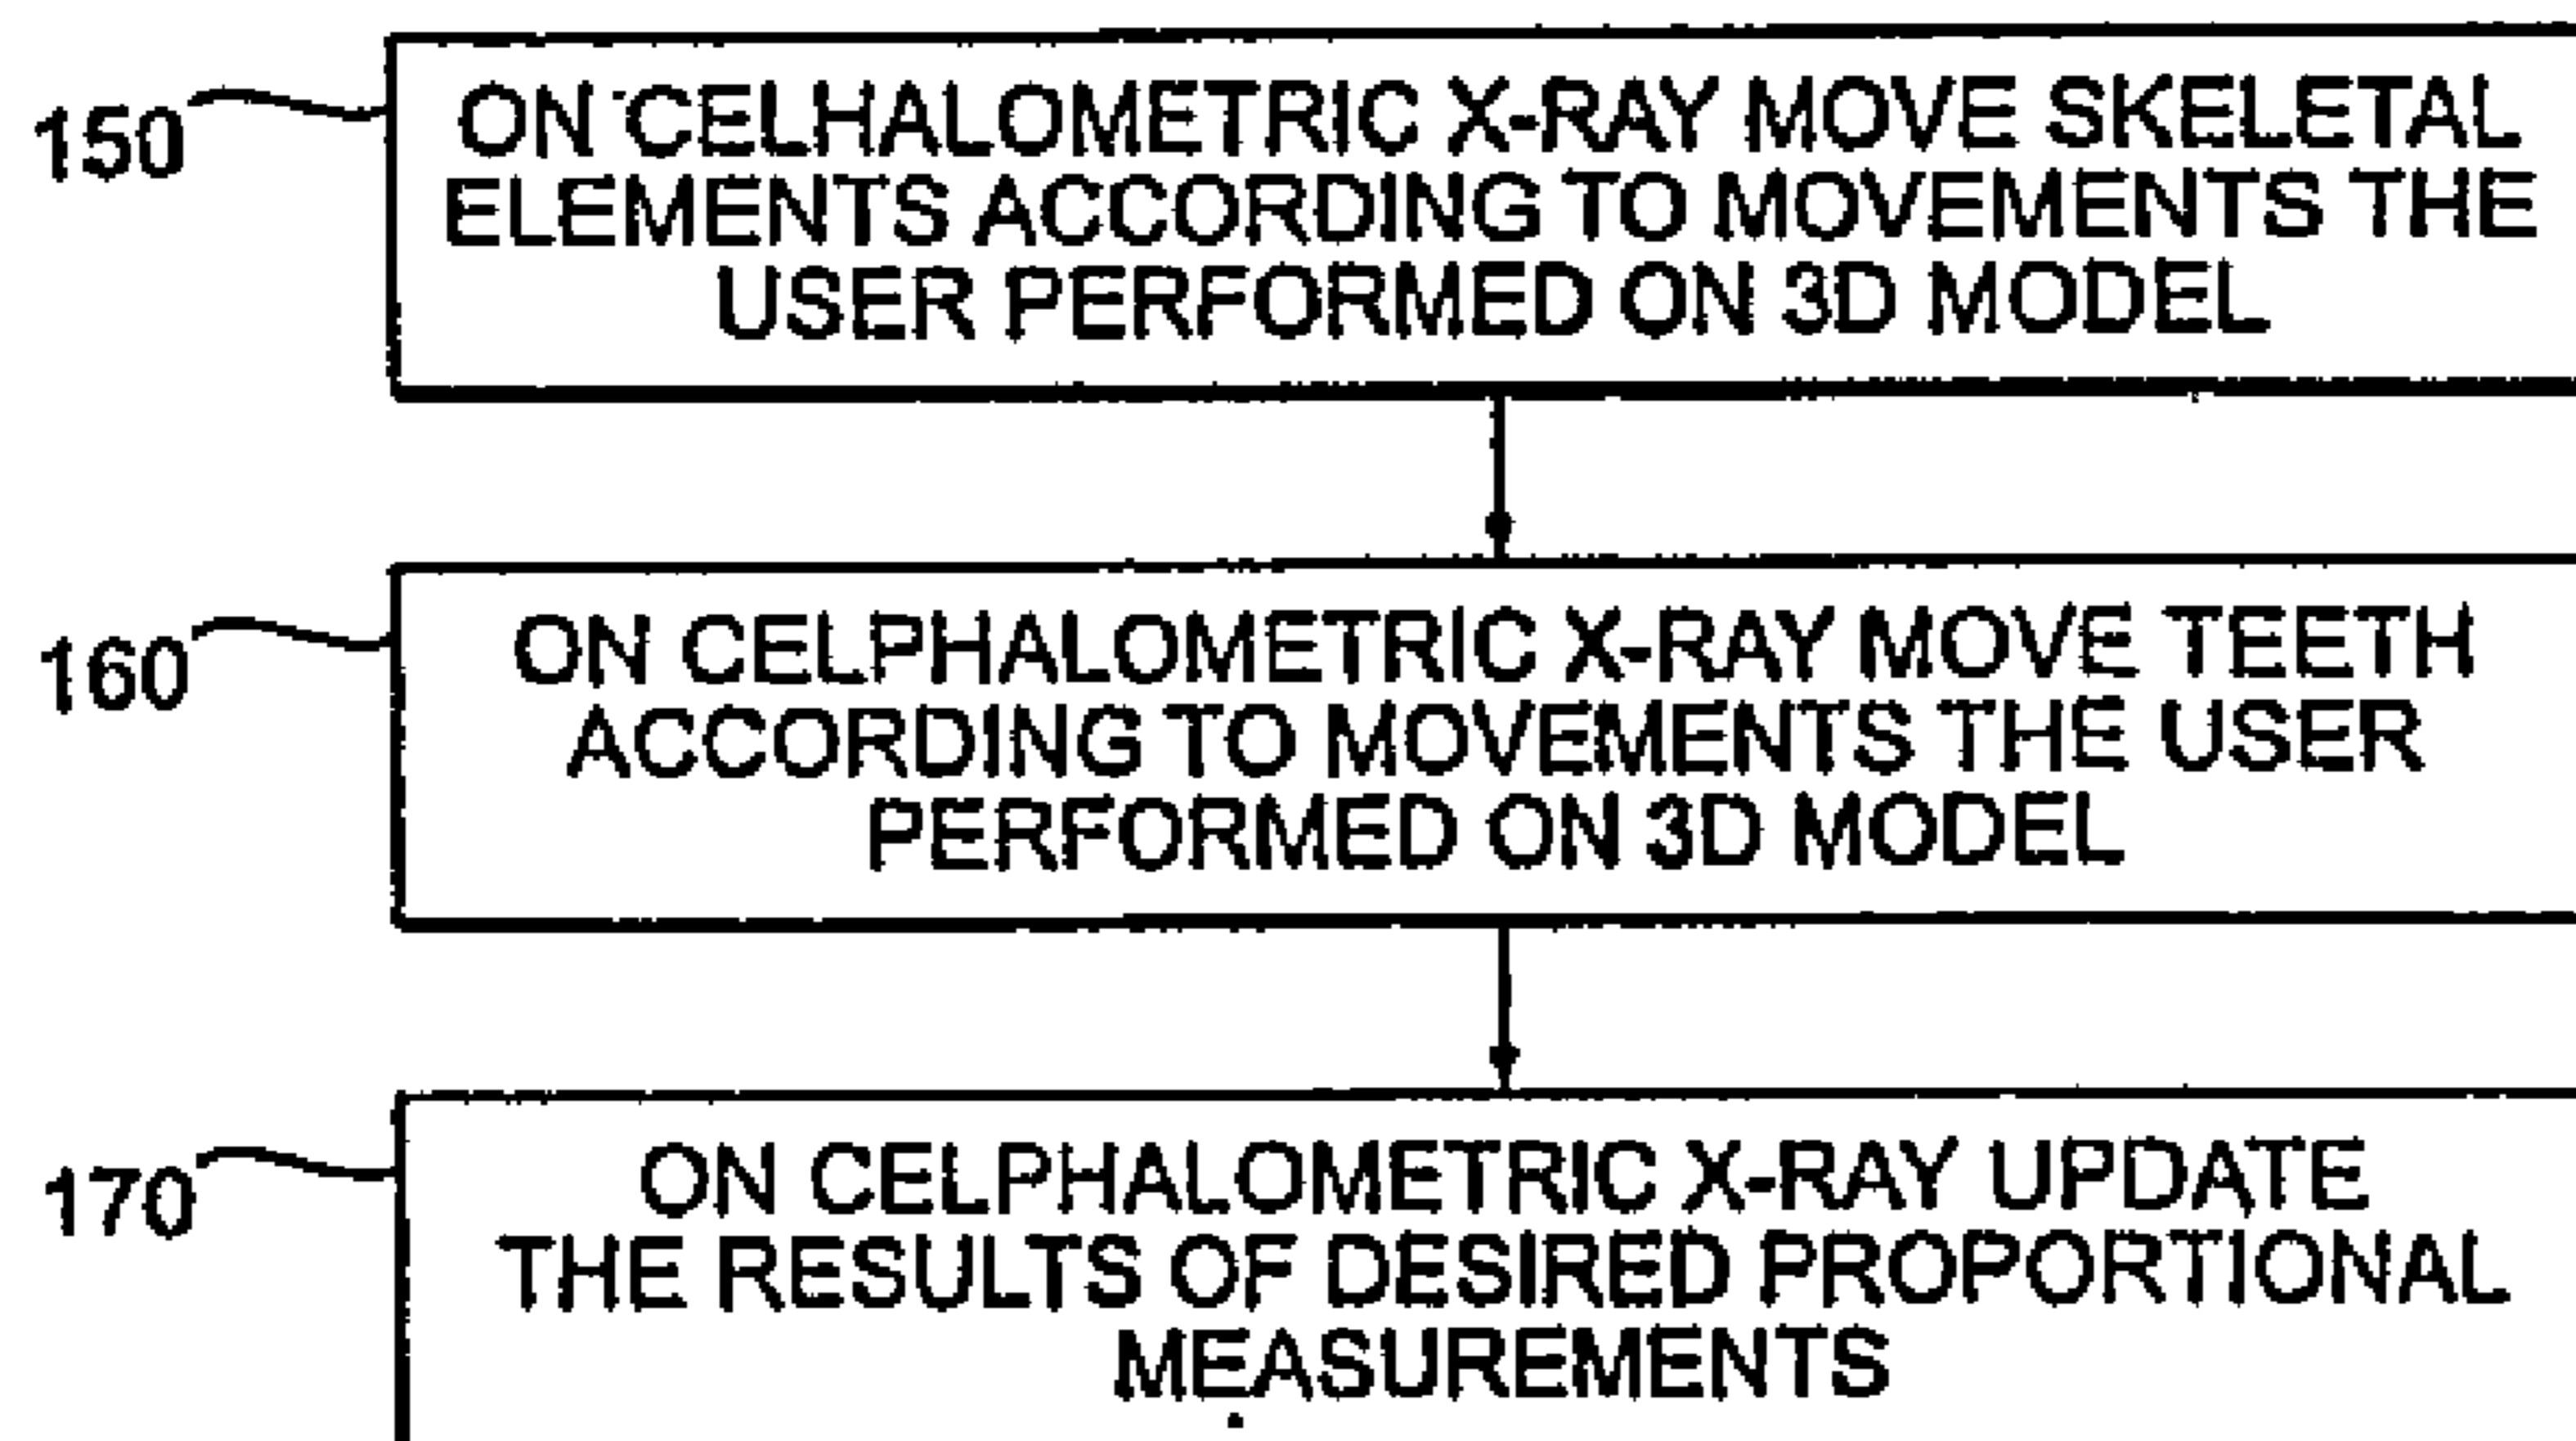 150
ON CELHALOMETRIC X-RAY MOVE SKELETAL
ELEMENTS ACCORDING TO MOVEMENTS THE
USER PERFORMED ON 3D MODEL
160
ON CELPHALOMETRIC X-RAY MOVE TEETH
ACCORDING TO MOVEMENTS THE USER
PERFORMED ON 3D MODEL
170
ON CELPHALOMETRIC X-RAY UPDATE
THE RESULTS OF DESIRED PROPORTIONAL
MEASUREMENTS